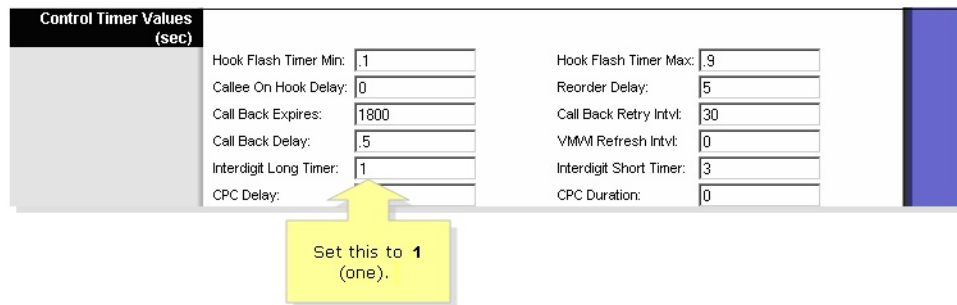 Control Timer Values
(sec)
Hook Flash Timer Min: .1 Hook Flash Timer Max: .9
Callee On Hook Delay: 0 Reorder Delay: 5
Call Back Expires: 1800 Call Back Retry Intvl: 30
Call Back Delay: .5 VMWI Refresh Intvl: 0
Interdigit Long Timer: 1 Interdigit Short Timer: 3
CPC Delay: CPC Duration: 0
Set this to 1
(one).